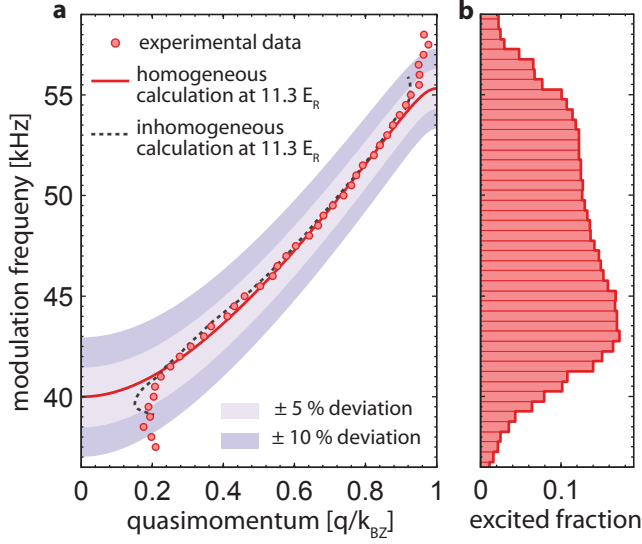 a
b
experimental data
homogeneous
calculation at 11.3 E_R
inhomogeneous
calculation at 11.3 E_R
modulation frequeny [kHz]
55
50
45
40
± 5 % deviation
± 10 % deviation
0
0.2
0.4
0.6
0.8
1
0
0.1
quasimomentum [q/k_BZ]
excited fraction